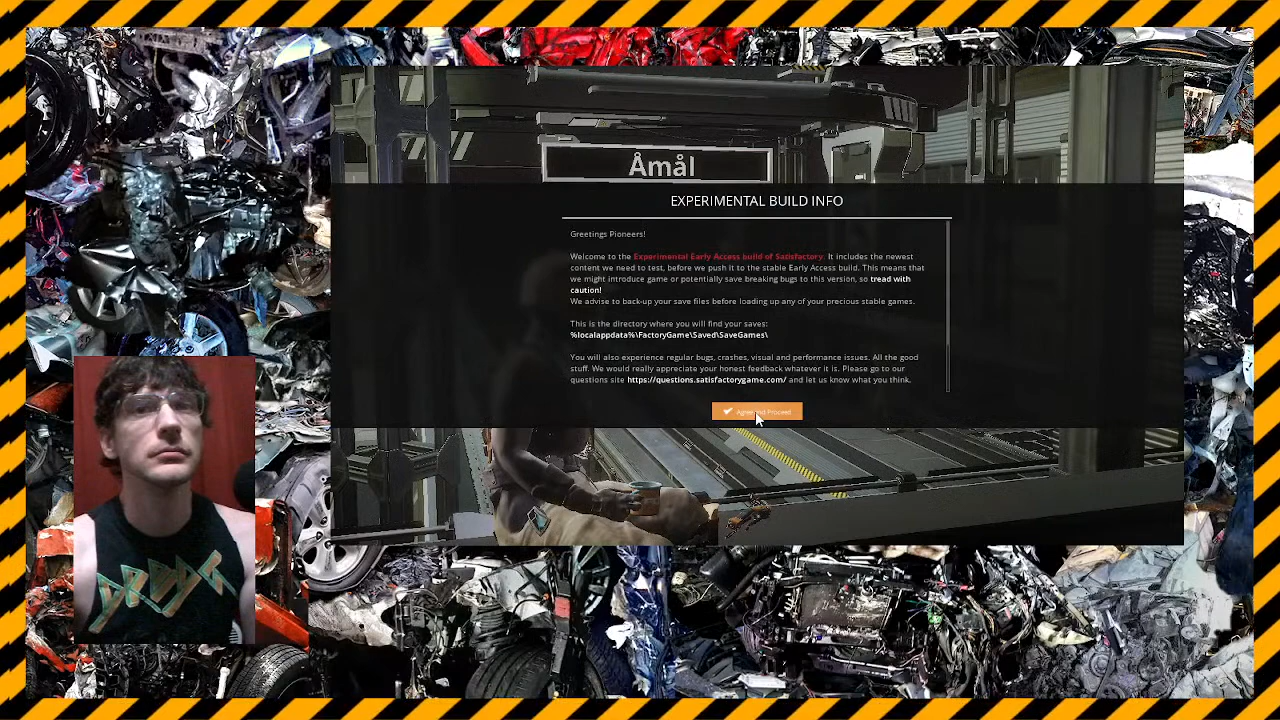 Åmål
EXPERIMENTAL BUILD INFO
Greetings Pioneers!
Welcome to the Experimental Early Access build of Satisfactory. It includes the newest
content we need to test, before we push it to the stable Early Access build. This means that
we might introduce game or potentially save breaking bugs to this version, so tread with
caution!
We advise to back-up your save files before loading up any of your precious stable games.
This is the directory where you will find your saves:
%localappdata%\FactoryGame\Saved\SaveGames\
You will also experience regular bugs, crashes, visual and performance issues. All the good
stuff. We would really appreciate your honest feedback whatever it is. Please go to our
questions site https://questions.satisfactorygame.com/ and let us know what you think.
Agree and Proceed